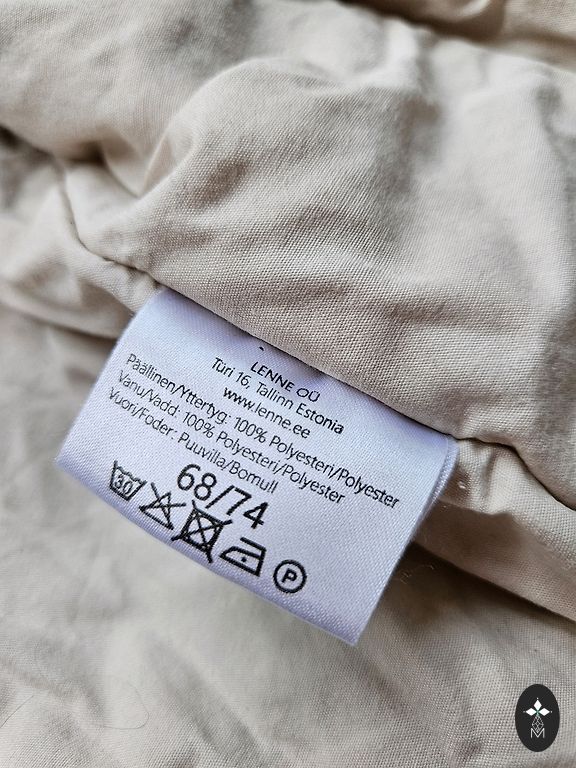 LENNE OÜ
Türi 16, Tallinn Estonia
www.lenne.ee
Päällinen/Yttertyg: 100% Polyesteri/Polyester
Vanu/Vadd: 100% Polyesteri/Polyester
Vuori/Foder: Puuvilla/Bomull
68/74
30 P
M